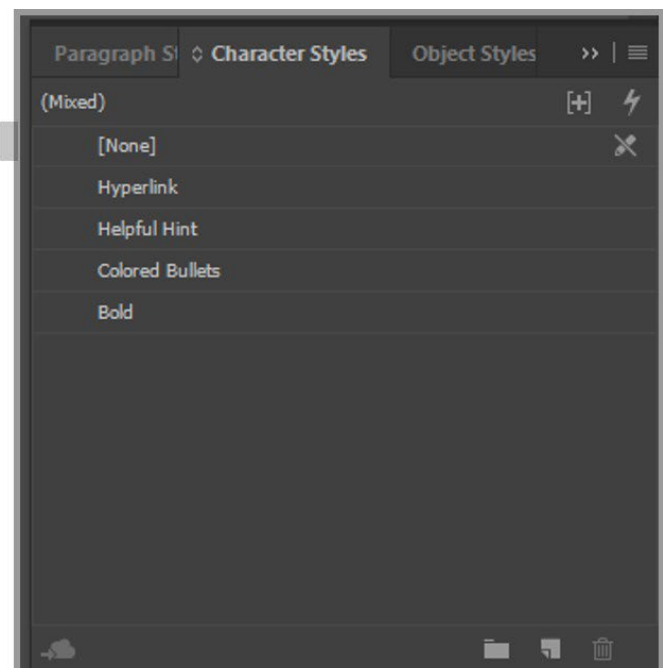 Paragraph St Character Styles Object Styles
(Mixed)
[None]
Hyperlink
Helpful Hint
Colored Bullets
Bold